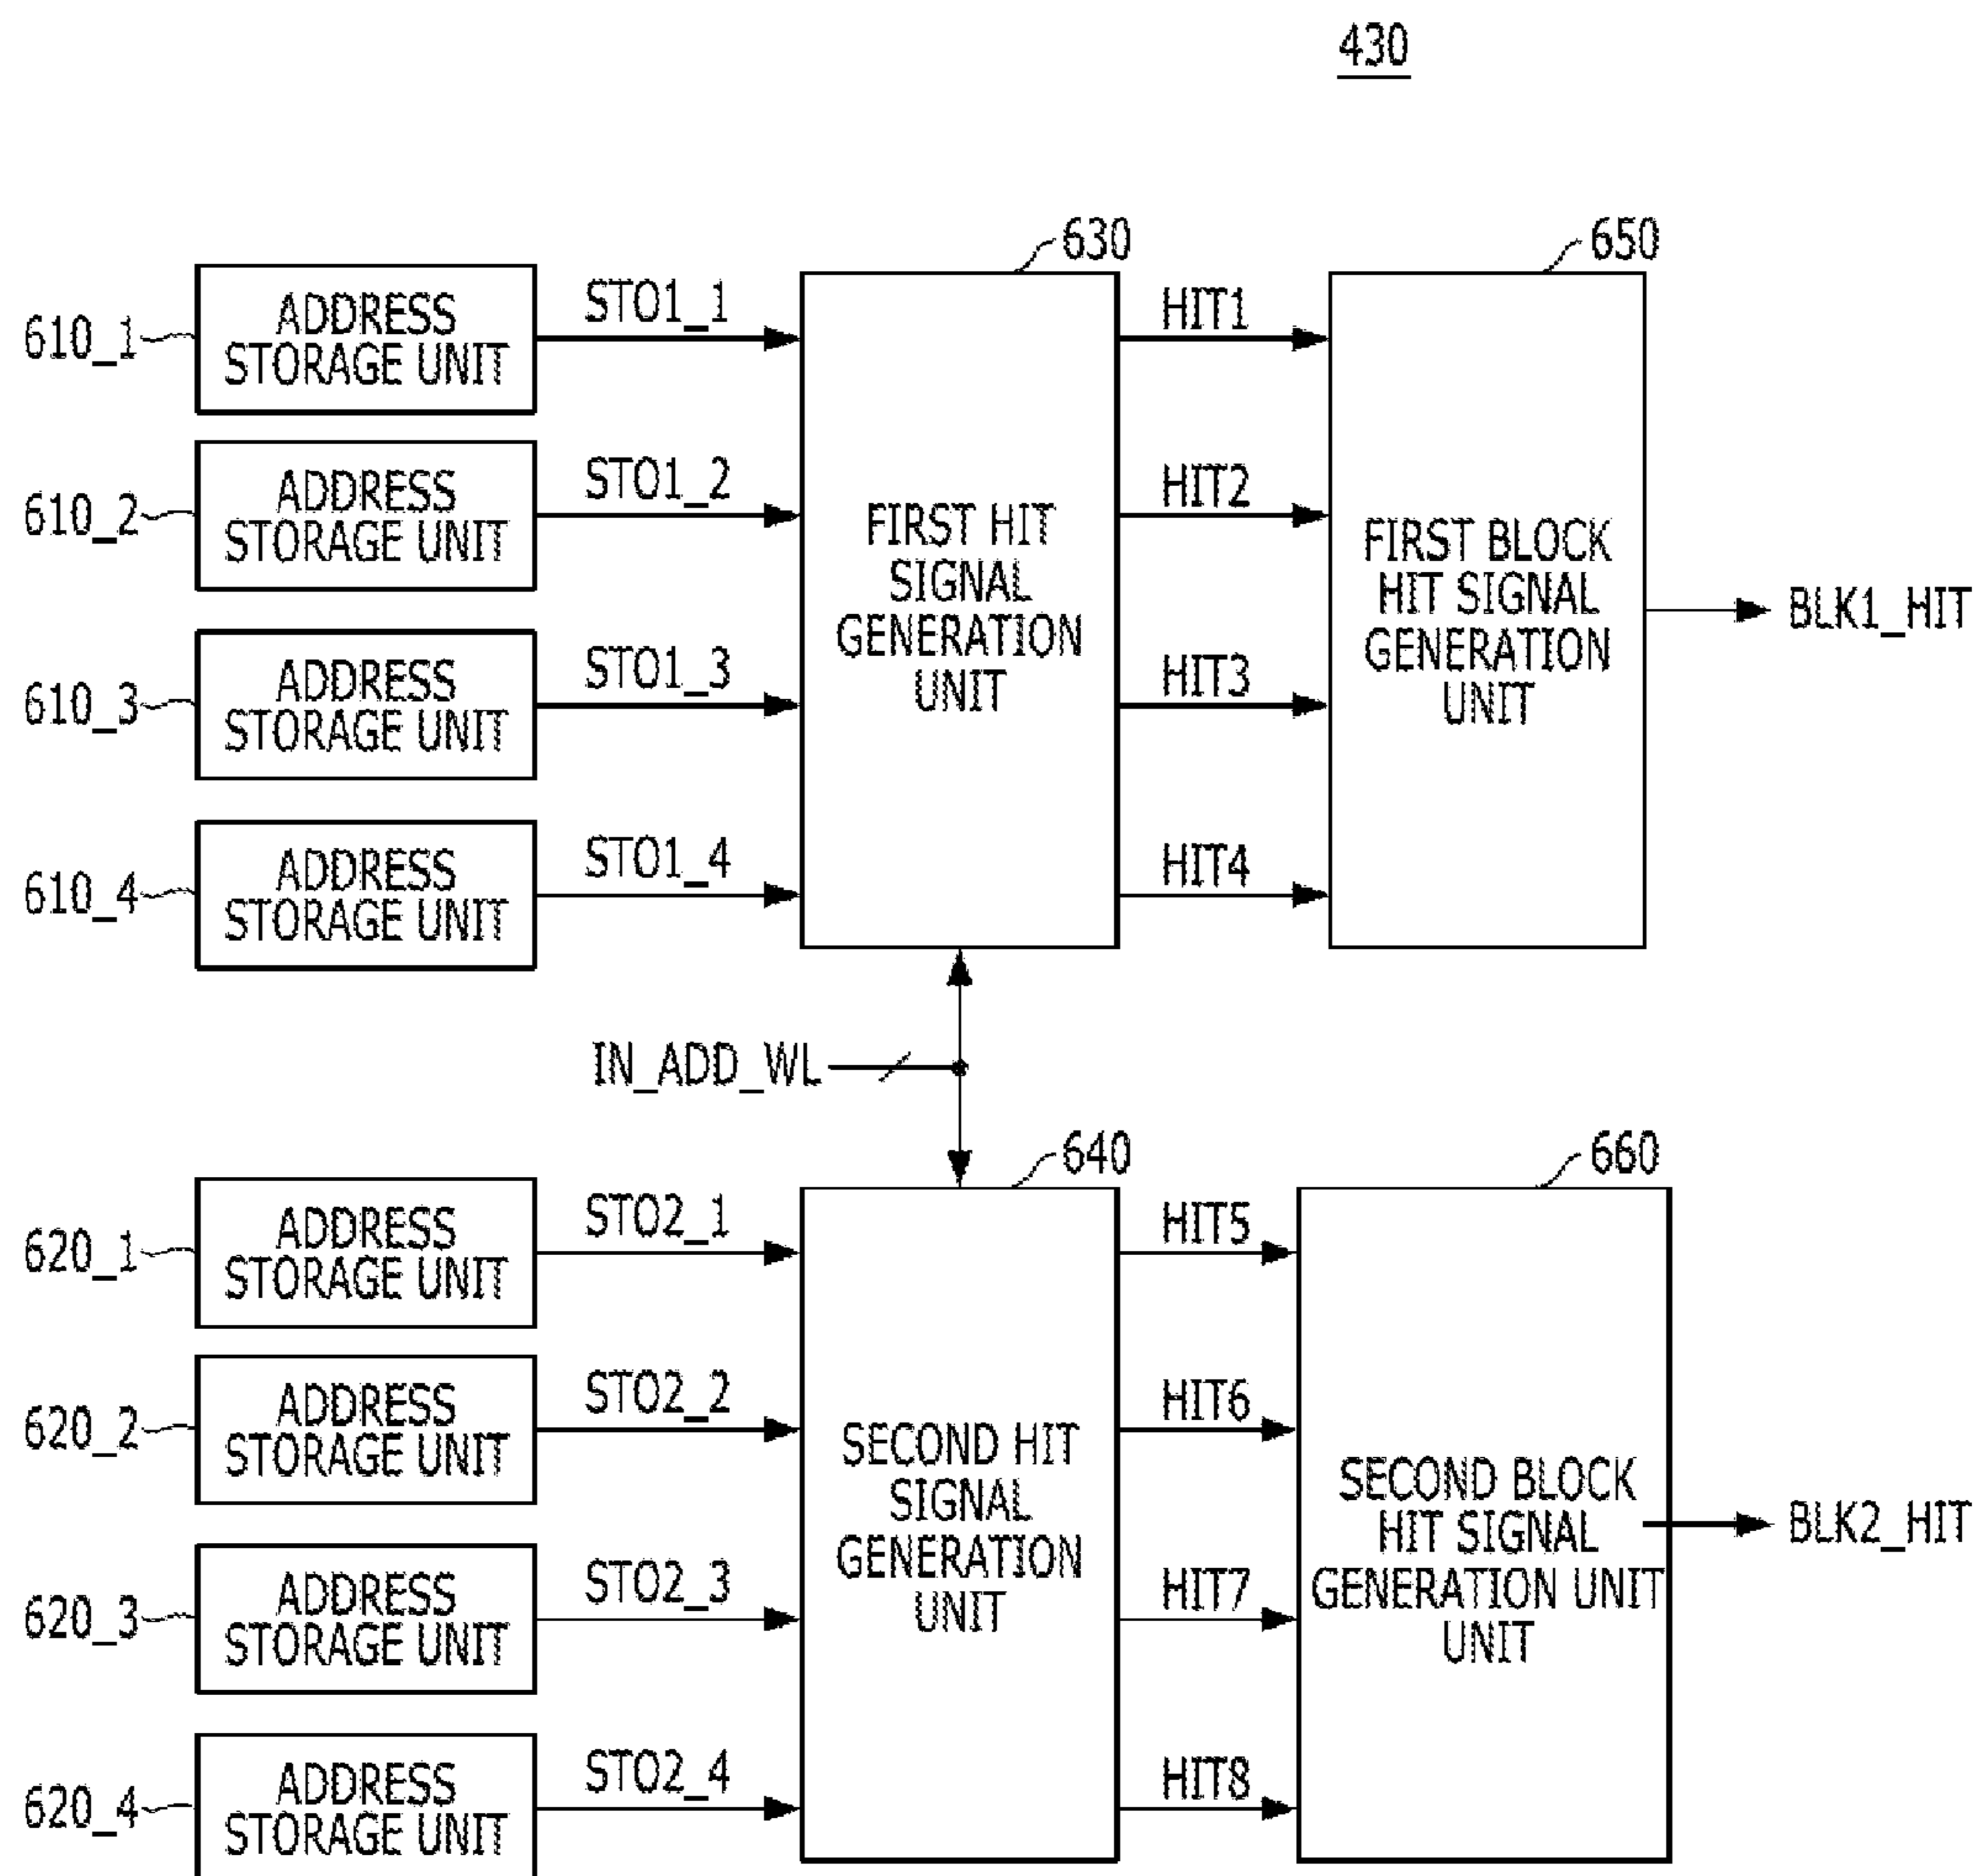 430
630
650
610_1
ADDRESS
STORAGE UNIT
STO1_1
HIT1
610_2
ADDRESS
STORAGE UNIT
STO1_2
HIT2
FIRST HIT
SIGNAL
GENERATION
UNIT
FIRST BLOCK
HIT SIGNAL
GENERATION
UNIT
BLK1_HIT
610_3
ADDRESS
STORAGE UNIT
STO1_3
HIT3
610_4
ADDRESS
STORAGE UNIT
STO1_4
HIT4
IN_ADD_WL
640
660
620_1
ADDRESS
STORAGE UNIT
STO2_1
HIT5
620_2
ADDRESS
STORAGE UNIT
STO2_2
HIT6
SECOND HIT
SIGNAL
GENERATION
UNIT
SECOND BLOCK
HIT SIGNAL
GENERATION UNIT
UNIT
BLK2_HIT
620_3
ADDRESS
STORAGE UNIT
STO2_3
HIT7
620_4
ADDRESS
STORAGE UNIT
STO2_4
HIT8